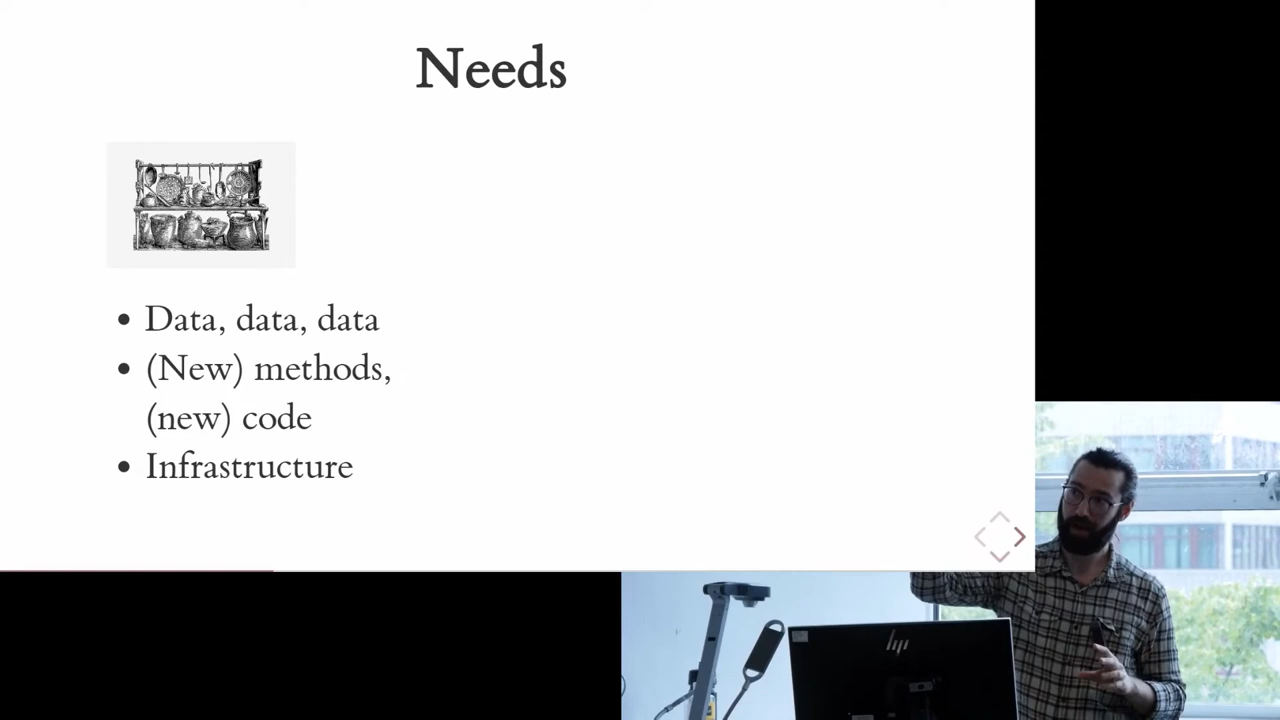 Needs
Data, data, data
(New) methods,
(new) code
Infrastructure
hp